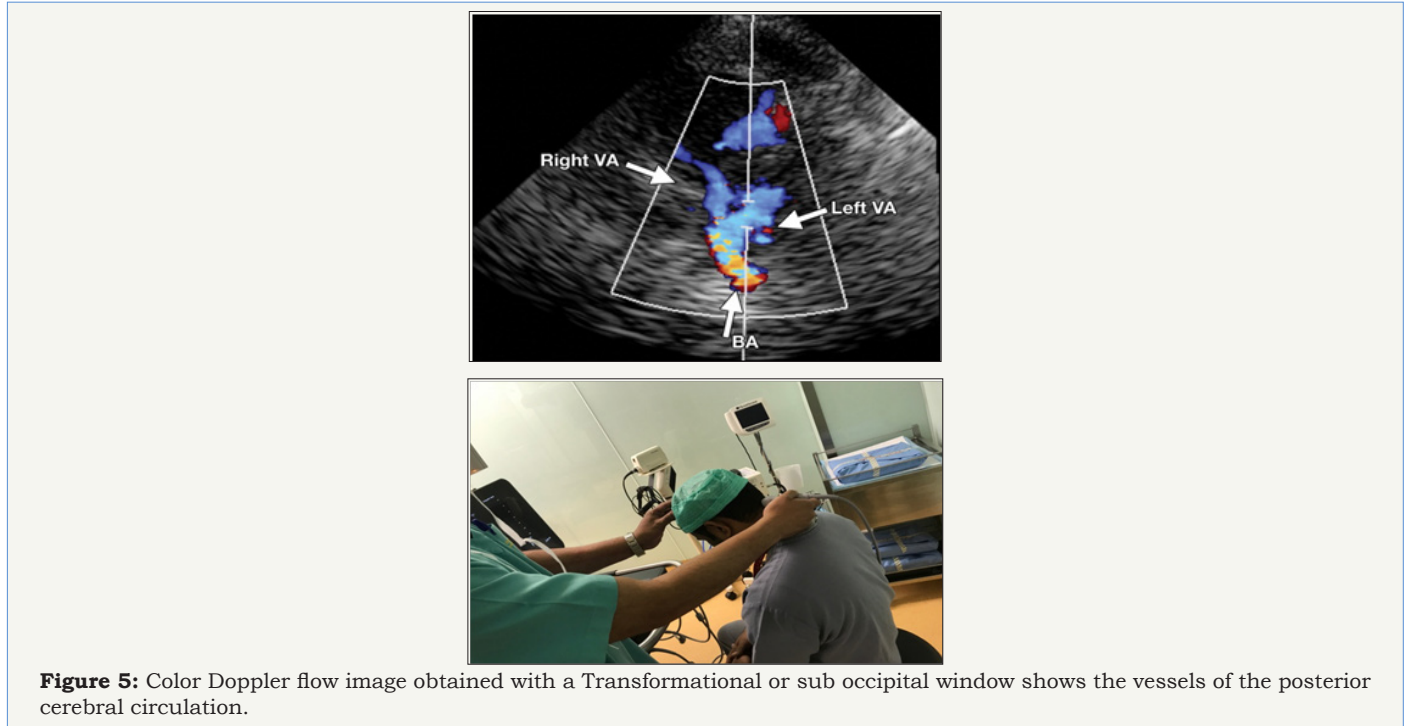 Right VA
Left VA
BA
Figure 5: Color Doppler flow image obtained with a Transformational or sub occipital window shows the vessels of the posterior
cerebral circulation.